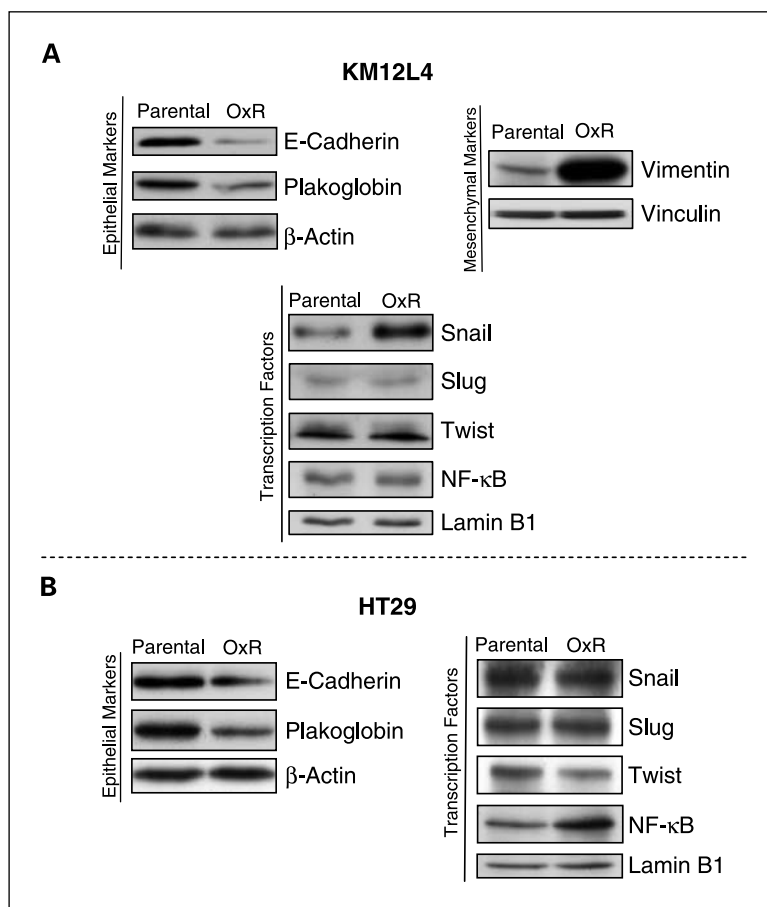 A
KM12L4
Epithelial Markers
Parental OxR
E-Cadherin
Plakoglobin
β-Actin
Mesenchymal Markers
Parental OxR
Vimentin
Vinculin
Transcription Factors
Parental OxR
Snail
Slug
Twist
NF-κB
Lamin B1
B
HT29
Epithelial Markers
Parental OxR
E-Cadherin
Plakoglobin
β-Actin
Transcription Factors
Parental OxR
Snail
Slug
Twist
NF-κB
Lamin B1